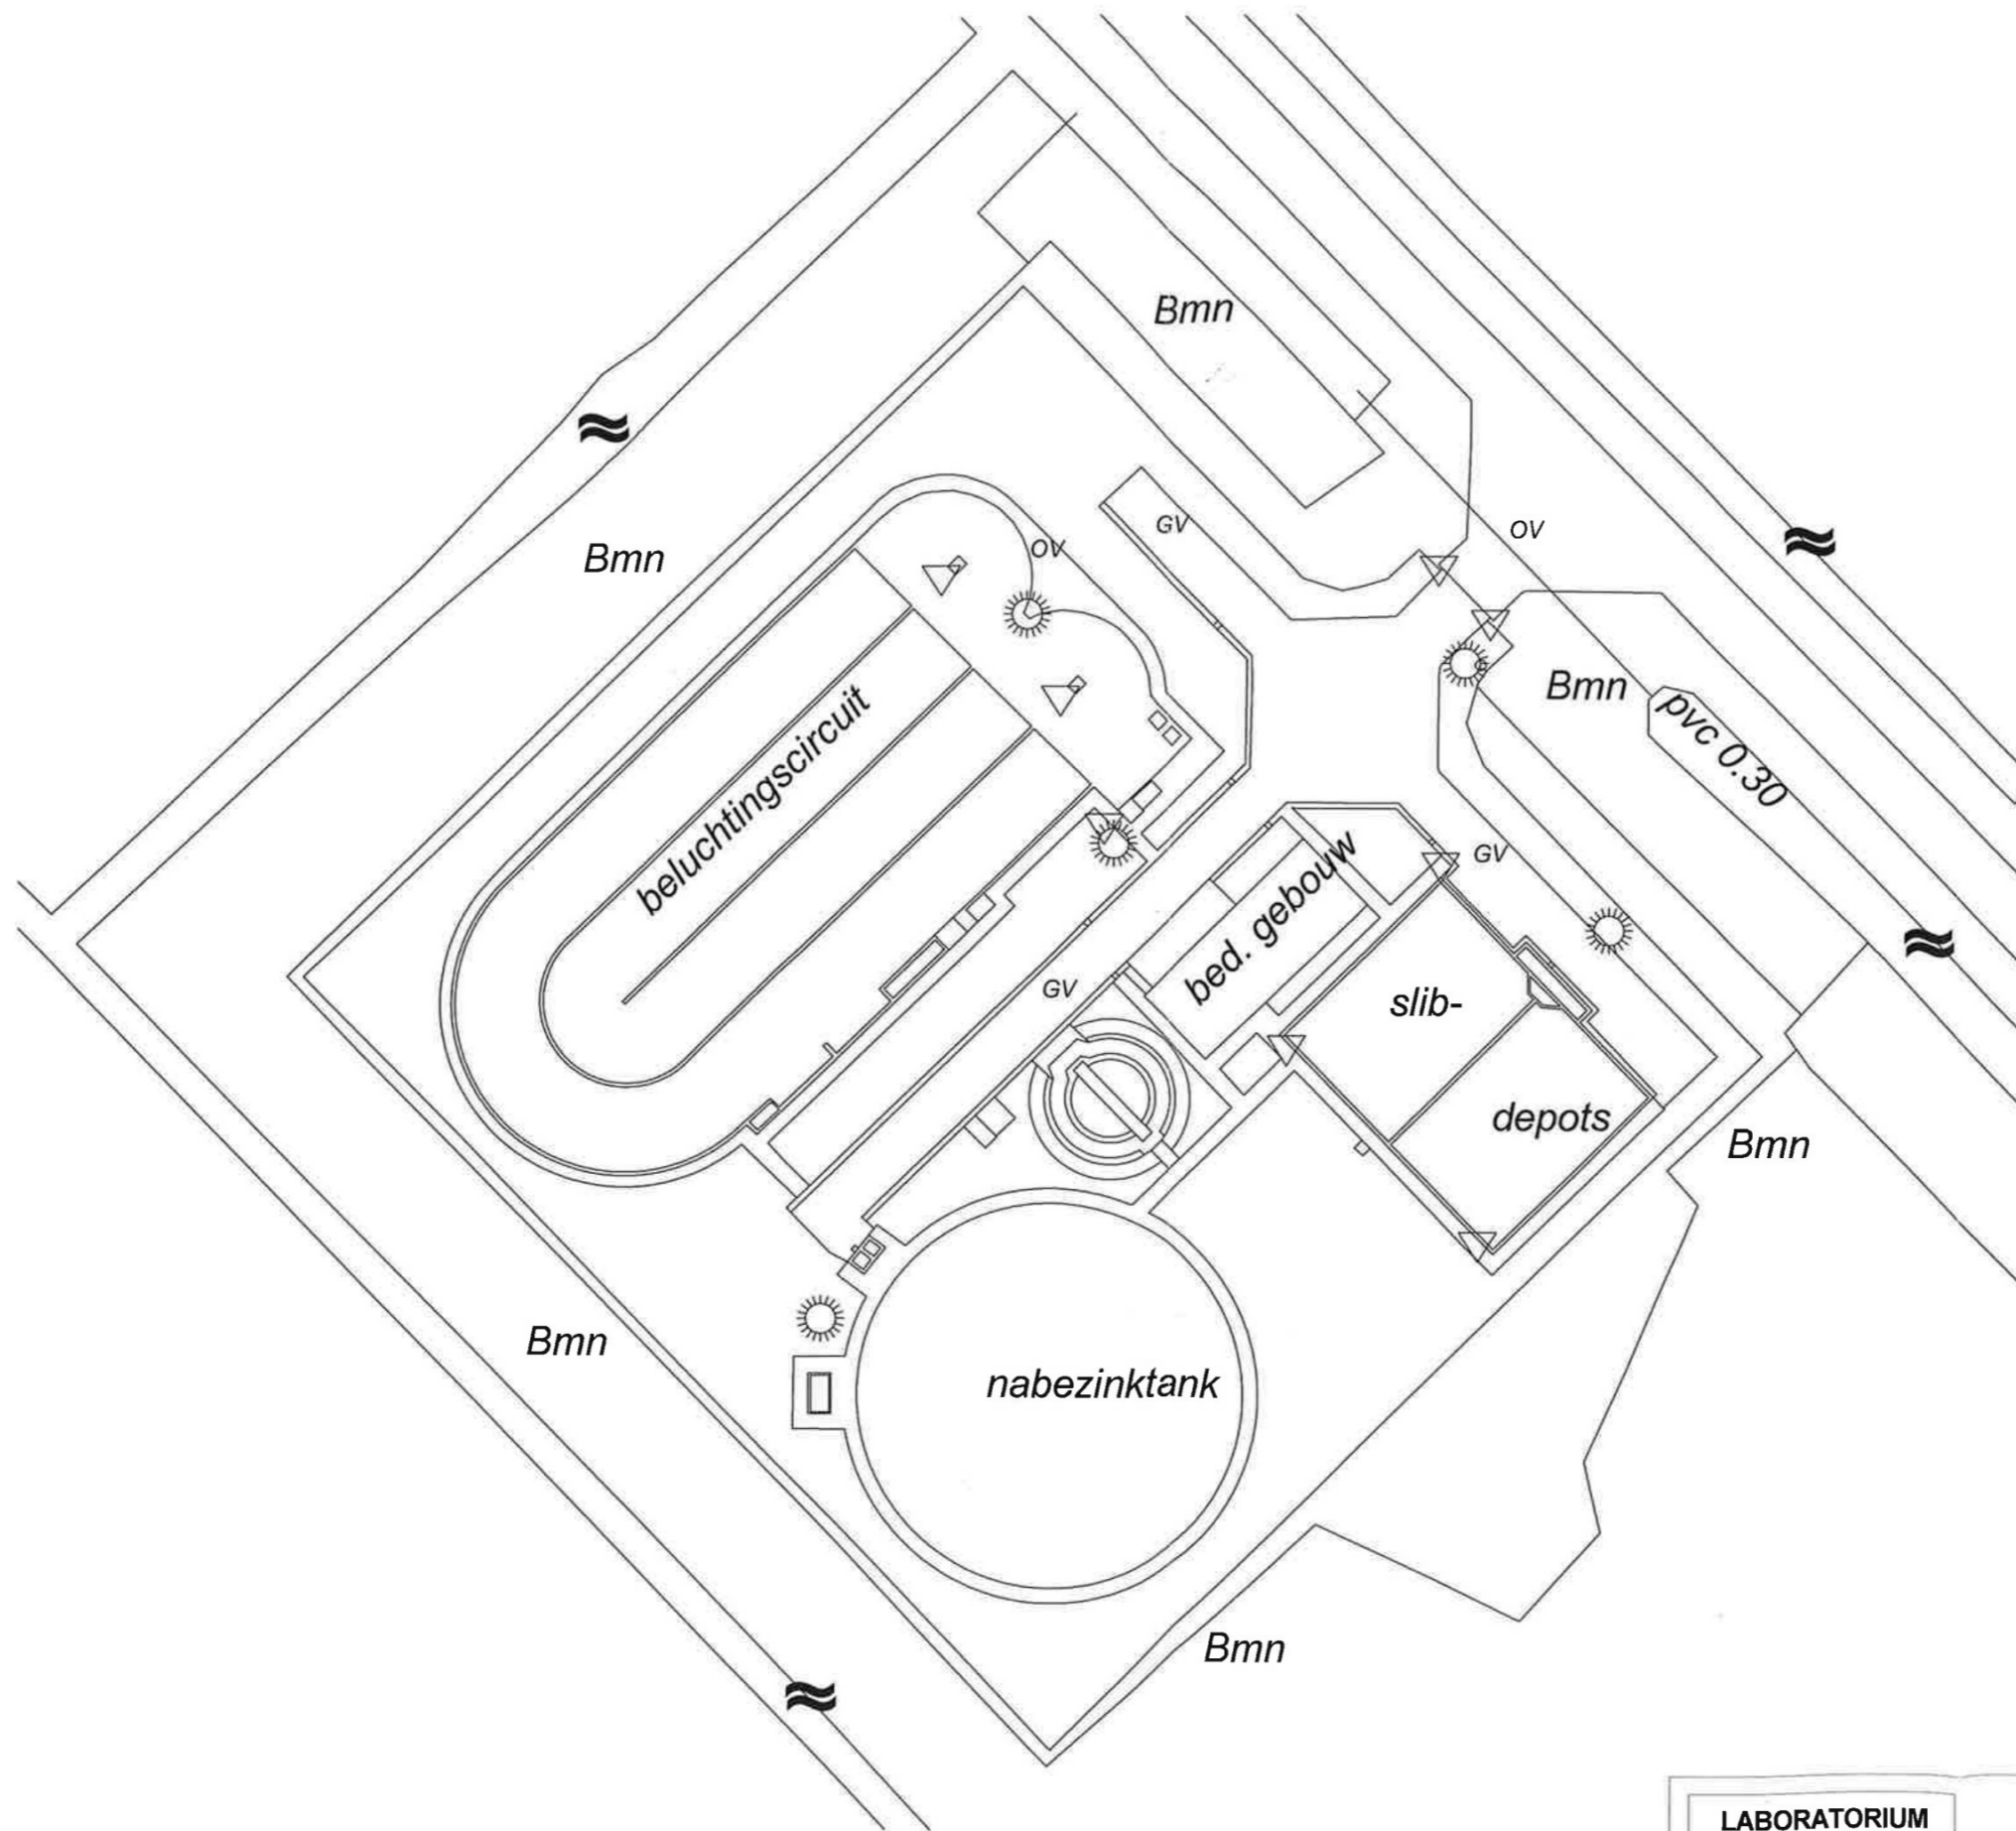 Bmn
GV
OV
OV
Bmn
Bmn
pvc 0.30
beluchtingscircuit
GV
bed. gebouw
GV
slib-
depots
Bmn
Bmn
nabezinktank
Bmn
LABORATORIUM